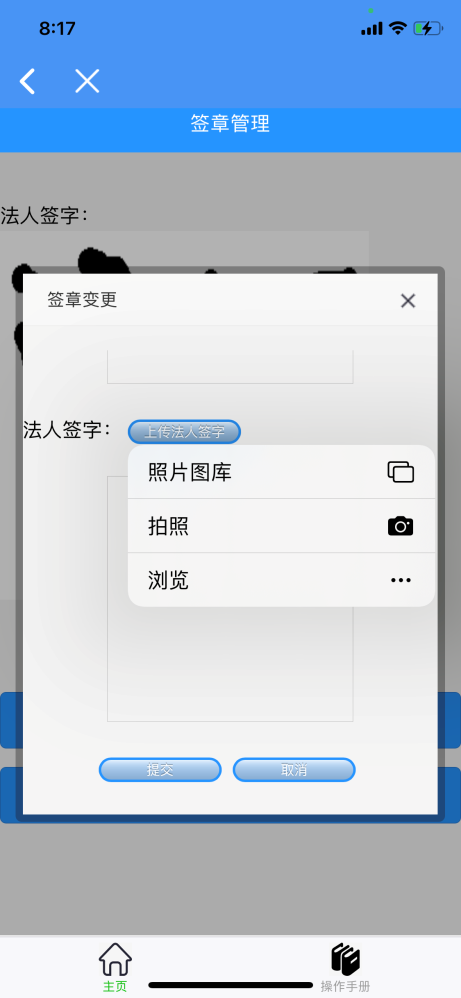 8:17
签章管理
法人签字：
签章变更
法人签字：
上传法人签字
照片图库
拍照
浏览
提交
取消
主页
操作手册